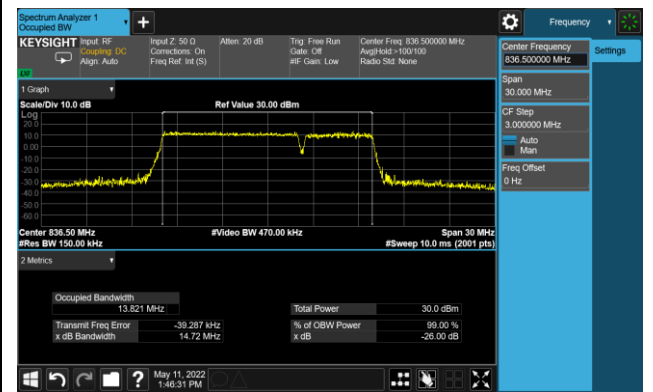 Spectrum Analyzer 1
Occupied BW
Frequency
KEYSIGHT
Input: RF
Coupling: DC
Align: Auto
Input Z: 50 Ω
Corrections: On
Freq Ref: Int (S)
Atten: 20 dB
Trig: Free Run
Gate: Off
#IF Gain: Low
Center Freq: 836.500000 MHz
Avg|Hold:>100/100
Radio Std: None
Center Frequency
836.500000 MHz
Settings
Span
30.000 MHz
CF Step
3.000000 MHz
Auto
Man
Freq Offset
0 Hz
1 Graph
Scale/Div 10.0 dB
Ref Value 30.00 dBm
Log
20.0
10.0
0.00
-10.0
-20.0
-30.0
-40.0
-50.0
-60.0
Center 836.50 MHz
#Video BW 470.00 kHz
Span 30 MHz
#Res BW 150.00 kHz
#Sweep 10.0 ms (2001 pts)
2 Metrics
Occupied Bandwidth
13.821 MHz
Total Power
30.0 dBm
Transmit Freq Error
-39.287 kHz
% of OBW Power
99.00 %
x dB Bandwidth
14.72 MHz
x dB
-26.00 dB
?
May 11, 2022
1:46:31 PM